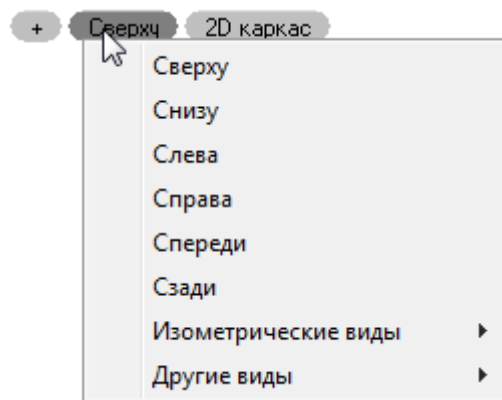 + Сверху 2D каркас
Сверху
Снизу
Слева
Справа
Спереди
Сзади
Изометрические виды
Другие виды